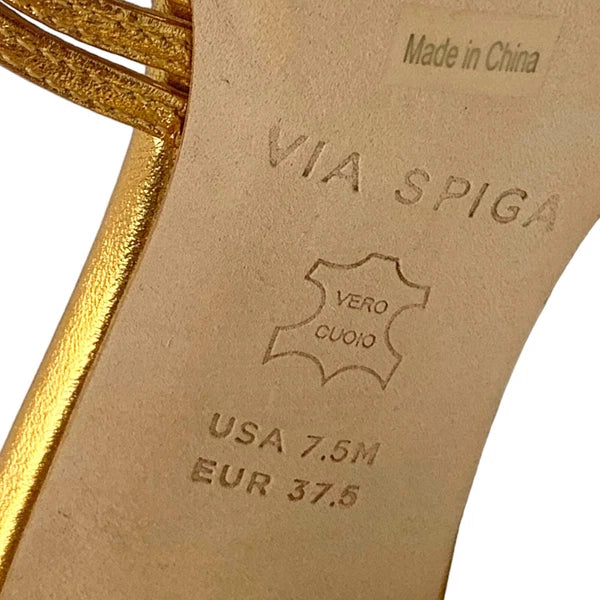 Made in China
VIA SPIGA
VERO
CUOIO
USA 7.5M
EUR 37.5